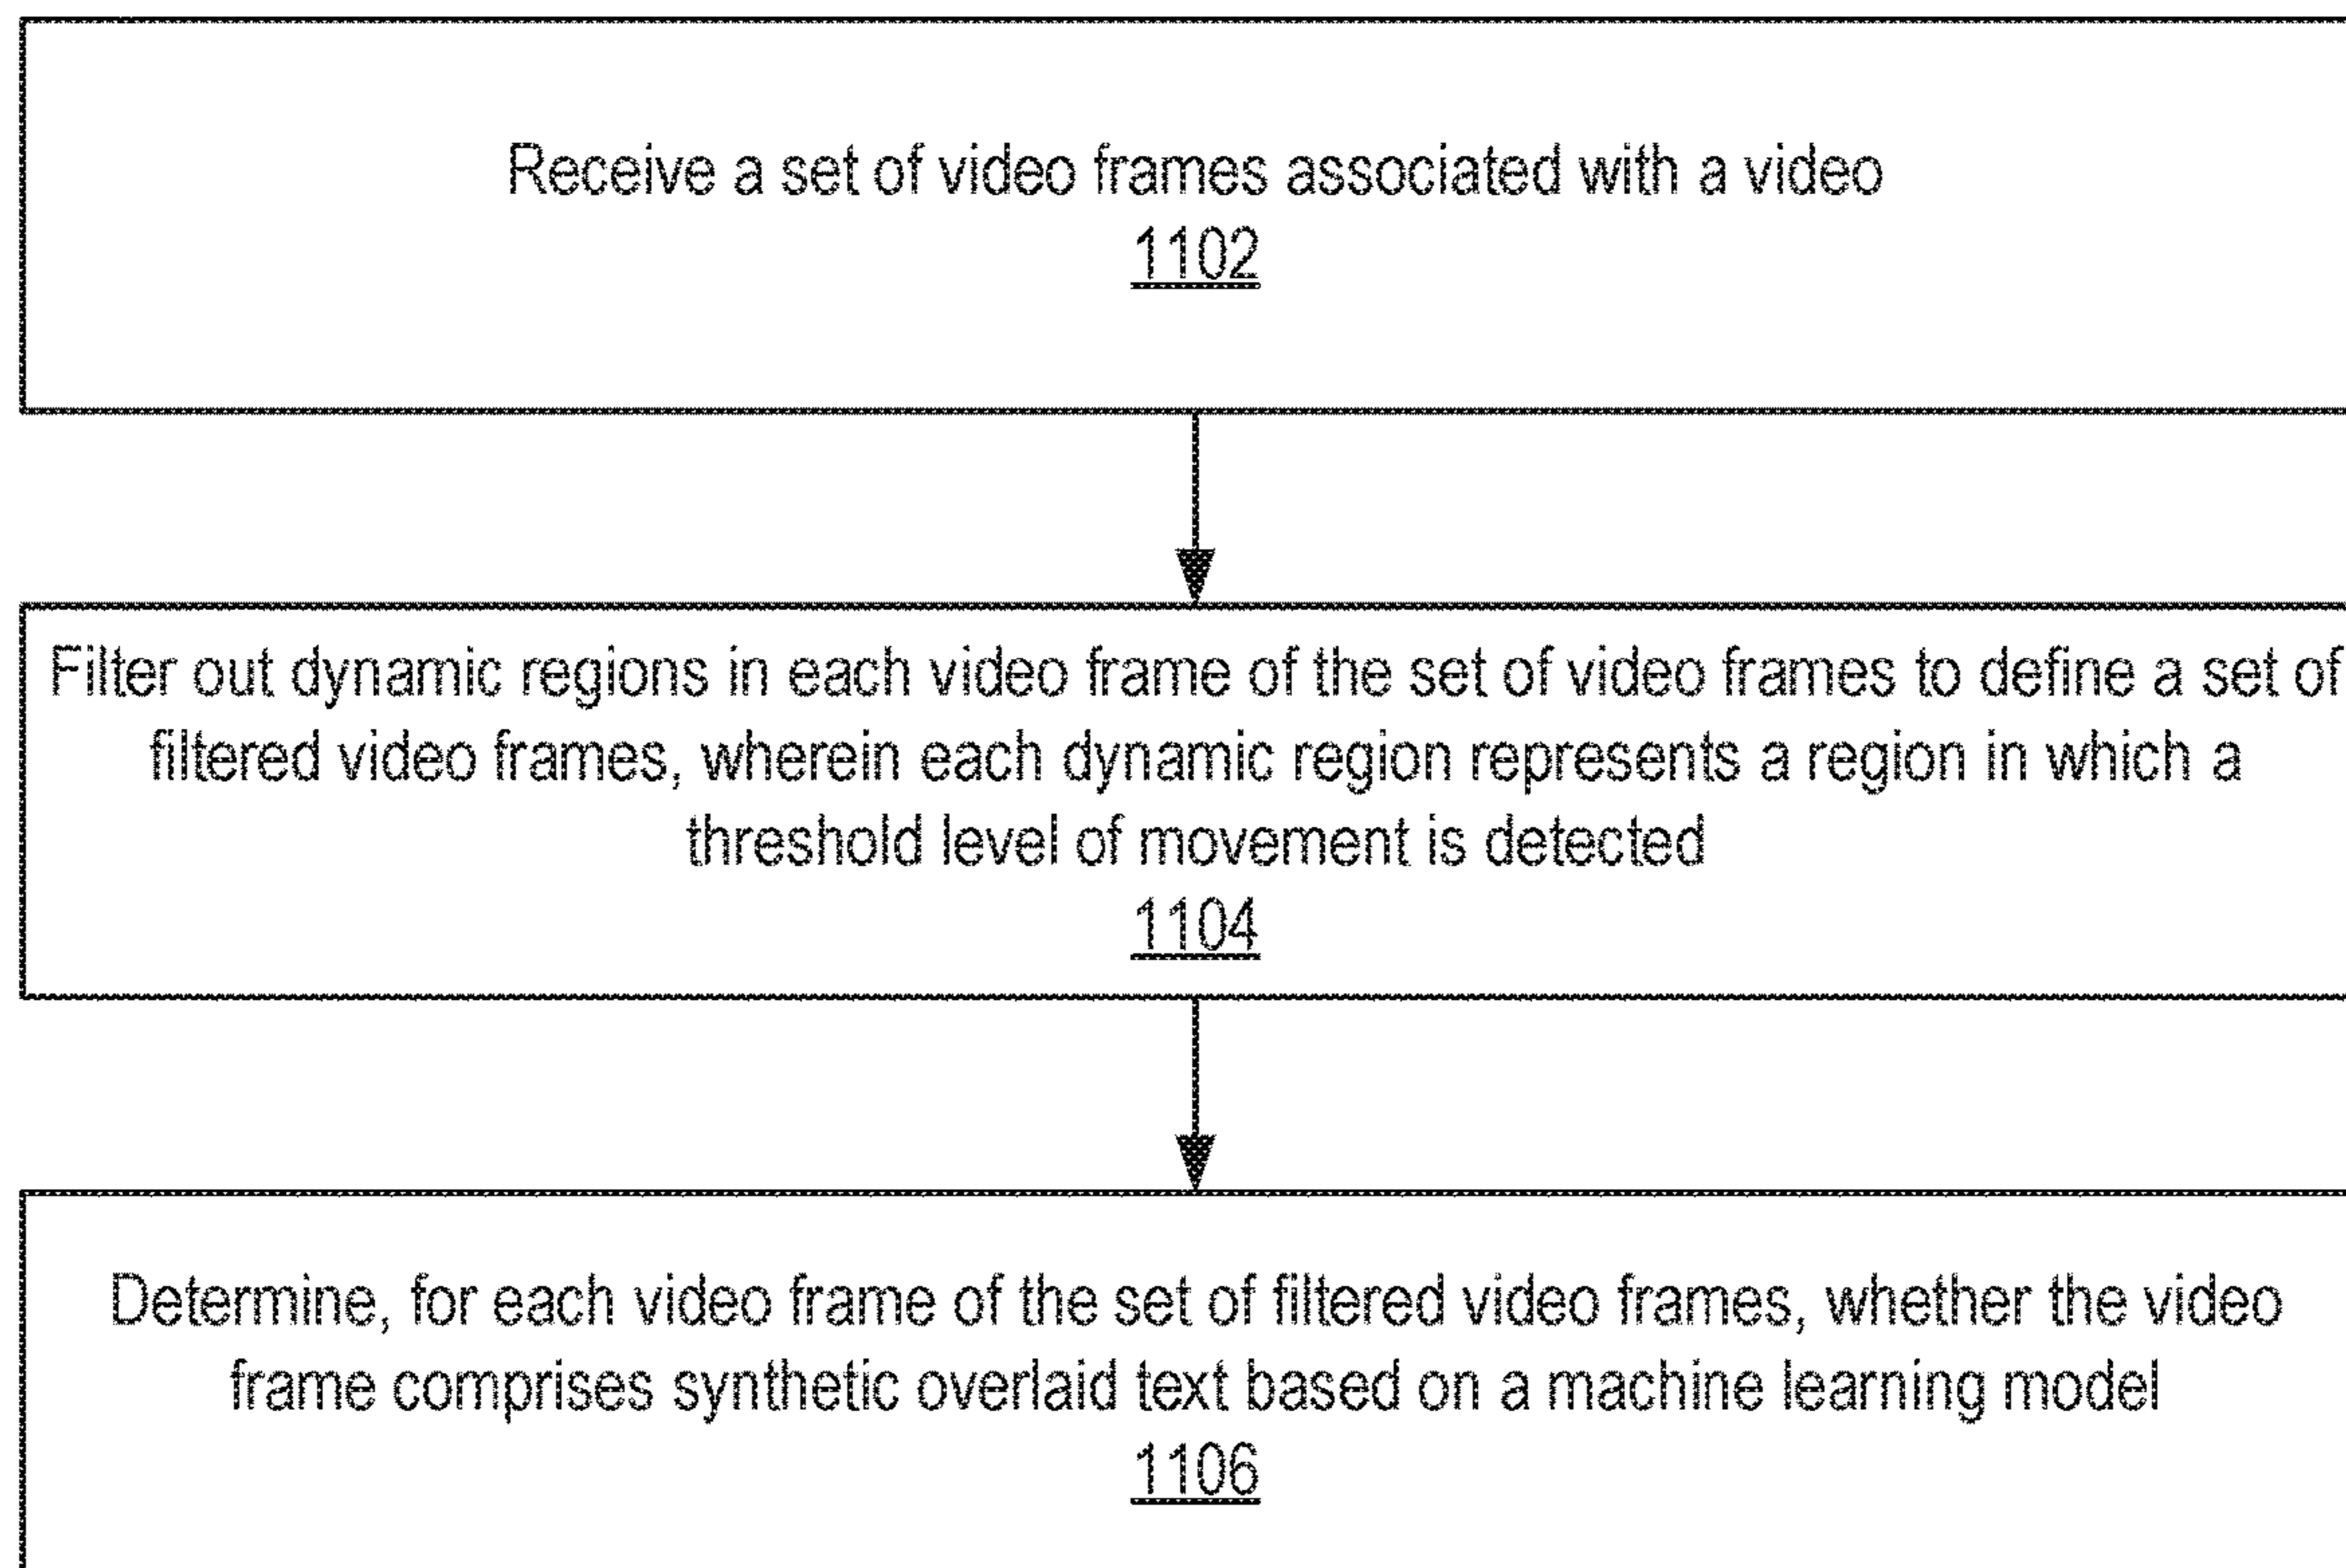 Receive a set of video frames associated with a video
1102
Filter out dynamic regions in each video frame of the set of video frames to define a set of
filtered video frames, wherein each dynamic region represents a region in which a
threshold level of movement is detected
1104
Determine, for each video frame of the set of filtered video frames, whether the video
frame comprises synthetic overlaid text based on a machine learning model
1106